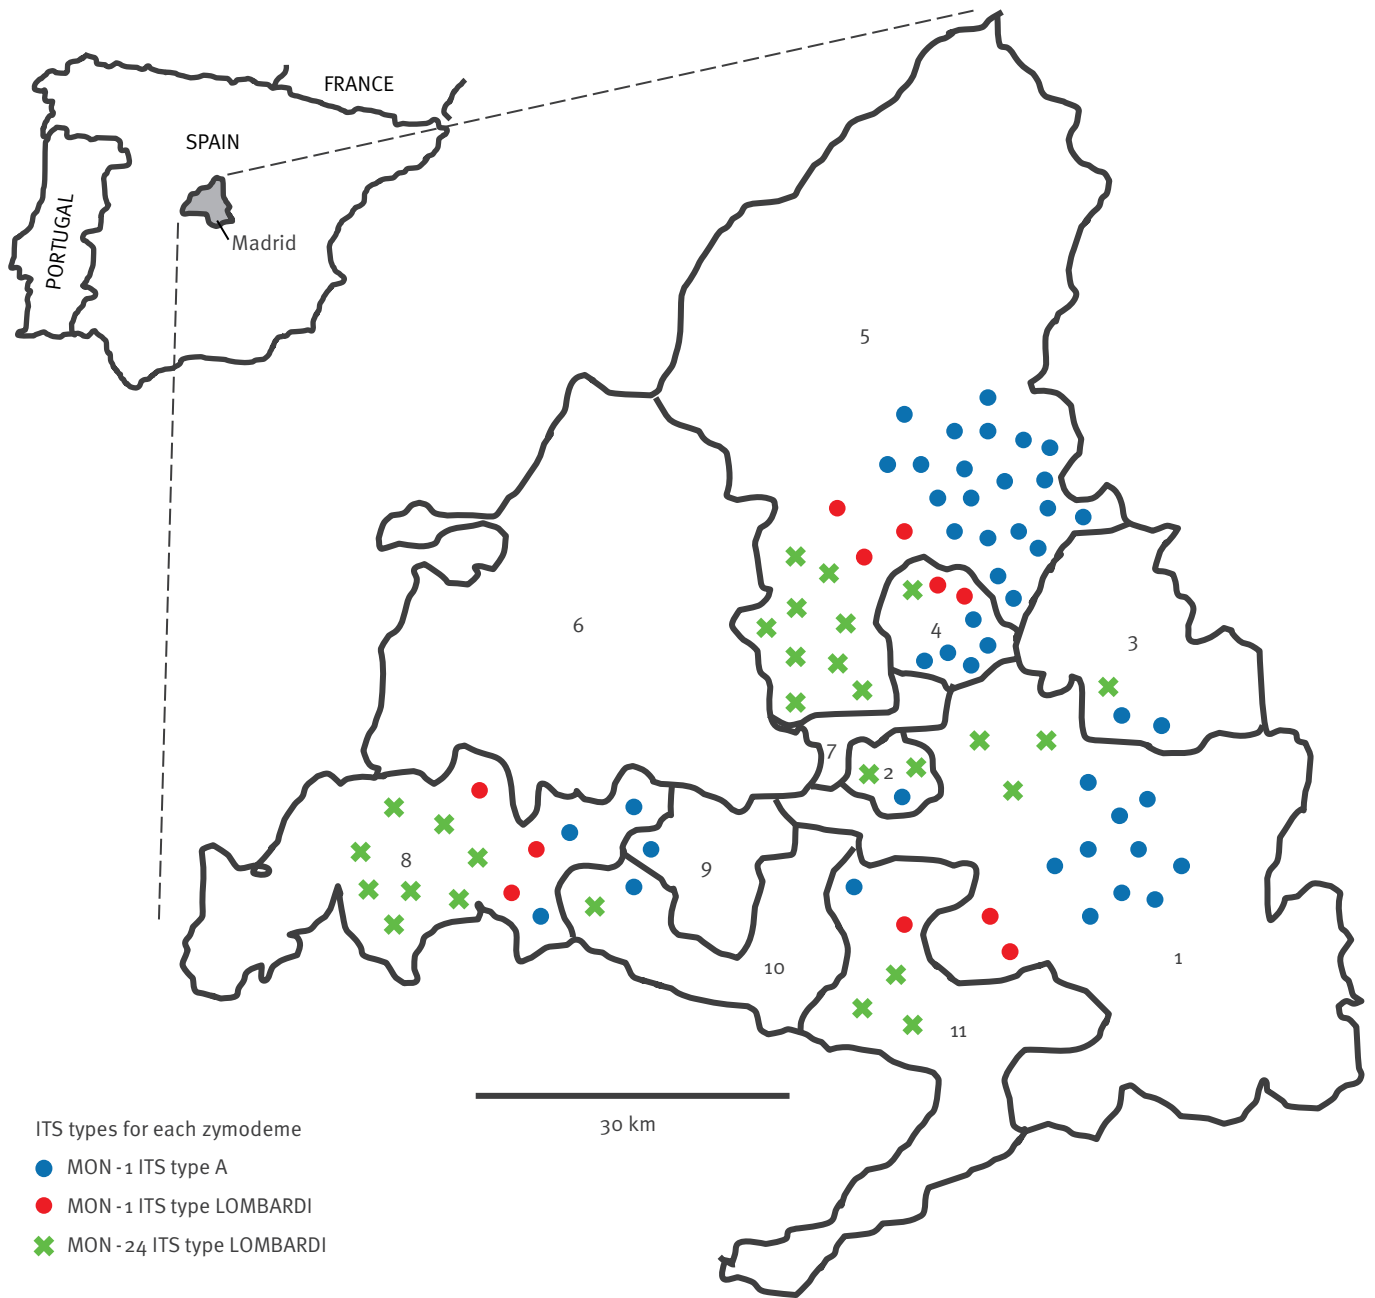 FRANCE
SPAIN
PORTUGAL
Madrid
5
6
4
3
7
2
8
9
10
1
11
30 km
ITS types for each zymodeme
MON - 1 ITS type A
MON - 1 ITS type LOMBARDI
MON - 24 ITS type LOMBARDI